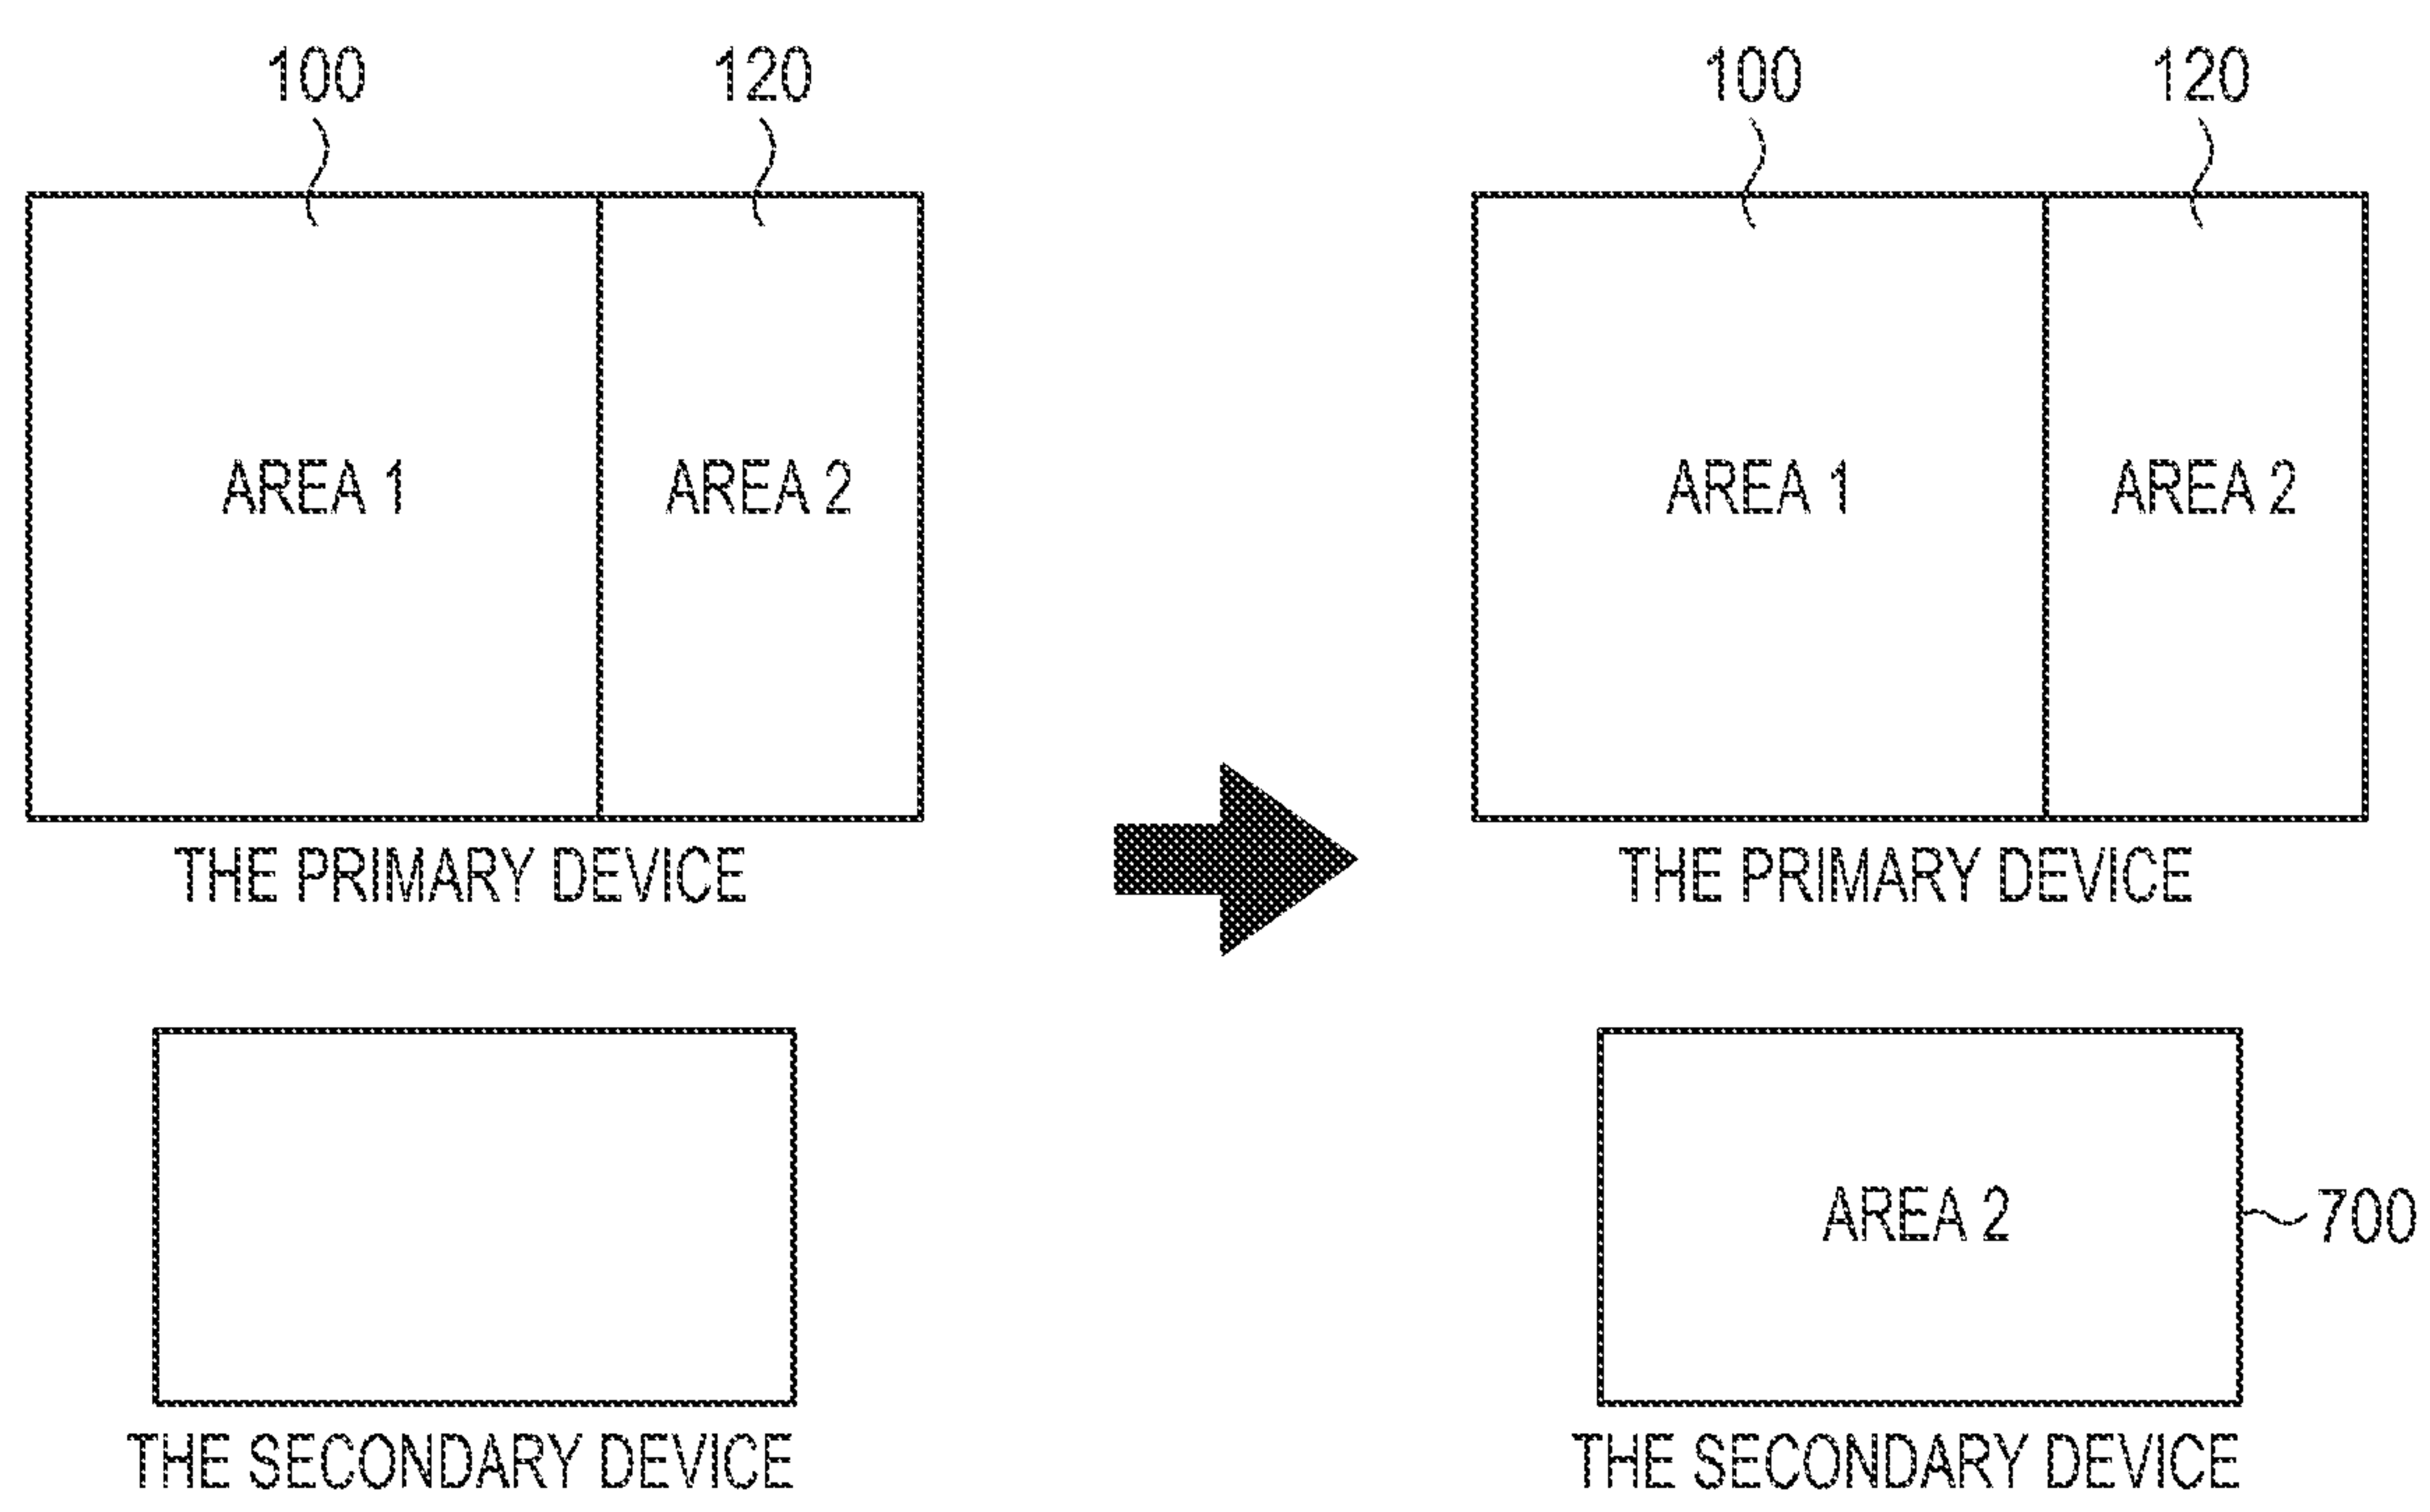 100 120
AREA 1 AREA 2
THE PRIMARY DEVICE
THE SECONDARY DEVICE
100 120
AREA 1 AREA 2
THE PRIMARY DEVICE
AREA 2 700
THE SECONDARY DEVICE